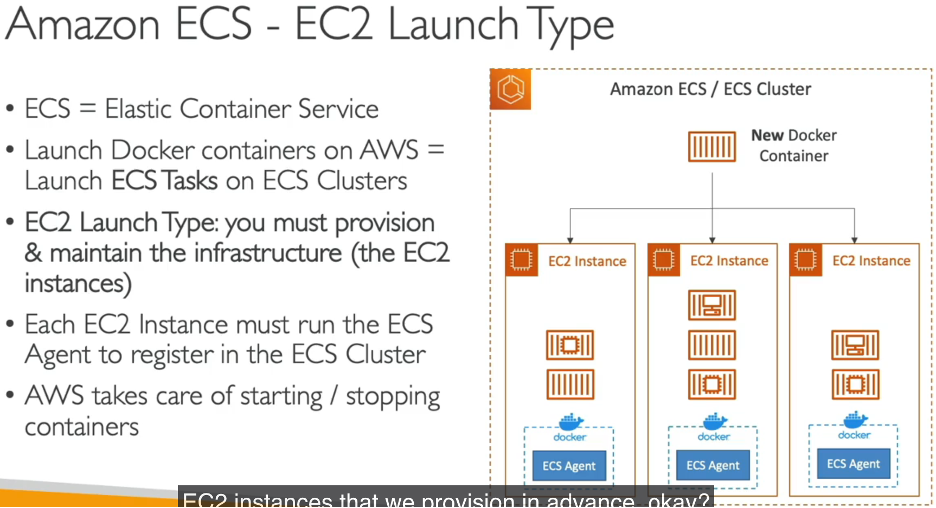 Amazon ECS - EC2 Launch Type
• ECS = Elastic Container Service
• Launch Docker containers on AWS =
Launch ECS Tasks on ECS Clusters
• EC2 Launch Type: you must provision
& maintain the infrastructure (the EC2
instances)
• Each EC2 Instance must run the ECS
Agent to register in the ECS Cluster
• AWS takes care of starting / stopping
containers
Amazon ECS / ECS Cluster
New Docker
Container
EC2 Instance
EC2 Instance
EC2 Instance
docker
docker
docker
ECS Agent
ECS Agent
ECS Agent
EC2 instances that we provision in advance, okay?